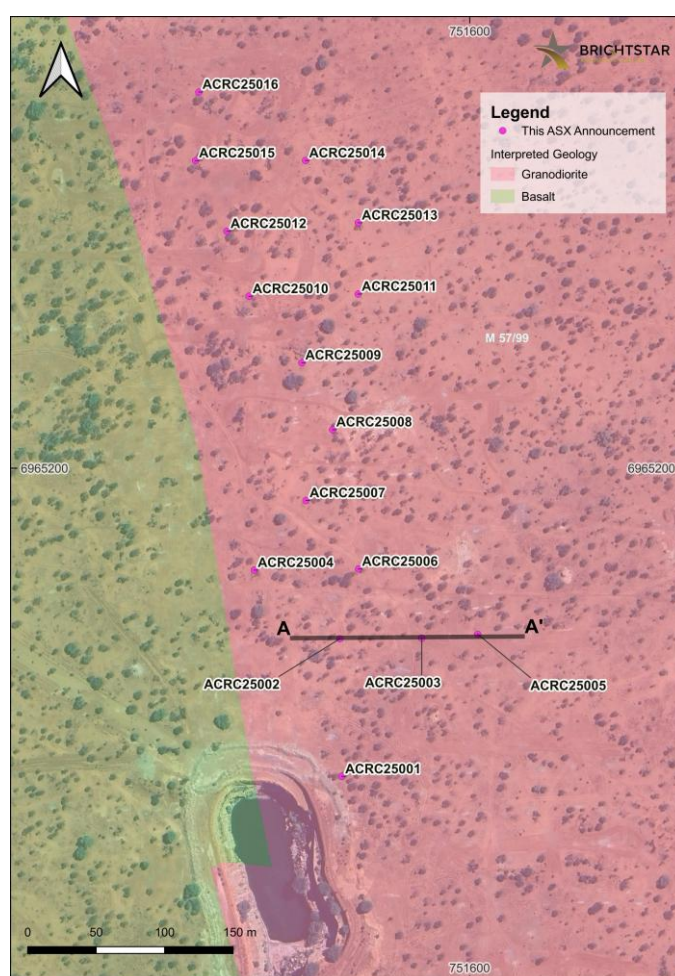 751600
BRIGHTSTAR
Legend
This ASX Announcement
Interpreted Geology
Granodiorite
Basalt
ACRC25016
ACRC25015
ACRC25014
ACRC25012
ACRC25013
ACRC25010
ACRC25011
M 57/99
ACRC25009
ACRC25008
6965200
6965200
ACRC25007
ACRC25004
ACRC25006
A
A'
ACRC25002
ACRC25003
ACRC25005
ACRC25001
0 50 100 150 m
751600